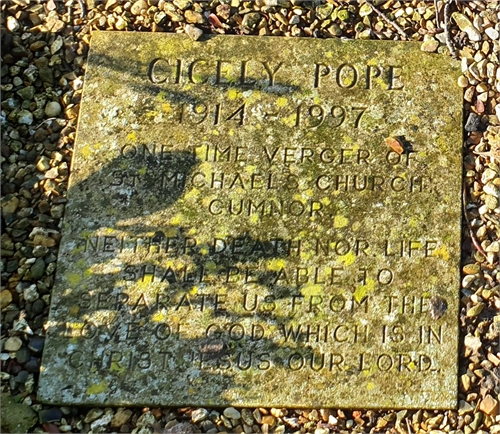 CICELY POPE
1914 - 1997
ONE TIME VERGER OF
ST. MICHAEL'S CHURCH
CUMNOR.
NEITHER DEATH NOR LIFE
SHALL BE ABLE TO
SEPARATE US FROM THE
LOVE OF GOD WHICH IS IN
CHRIST JESUS OUR LORD.